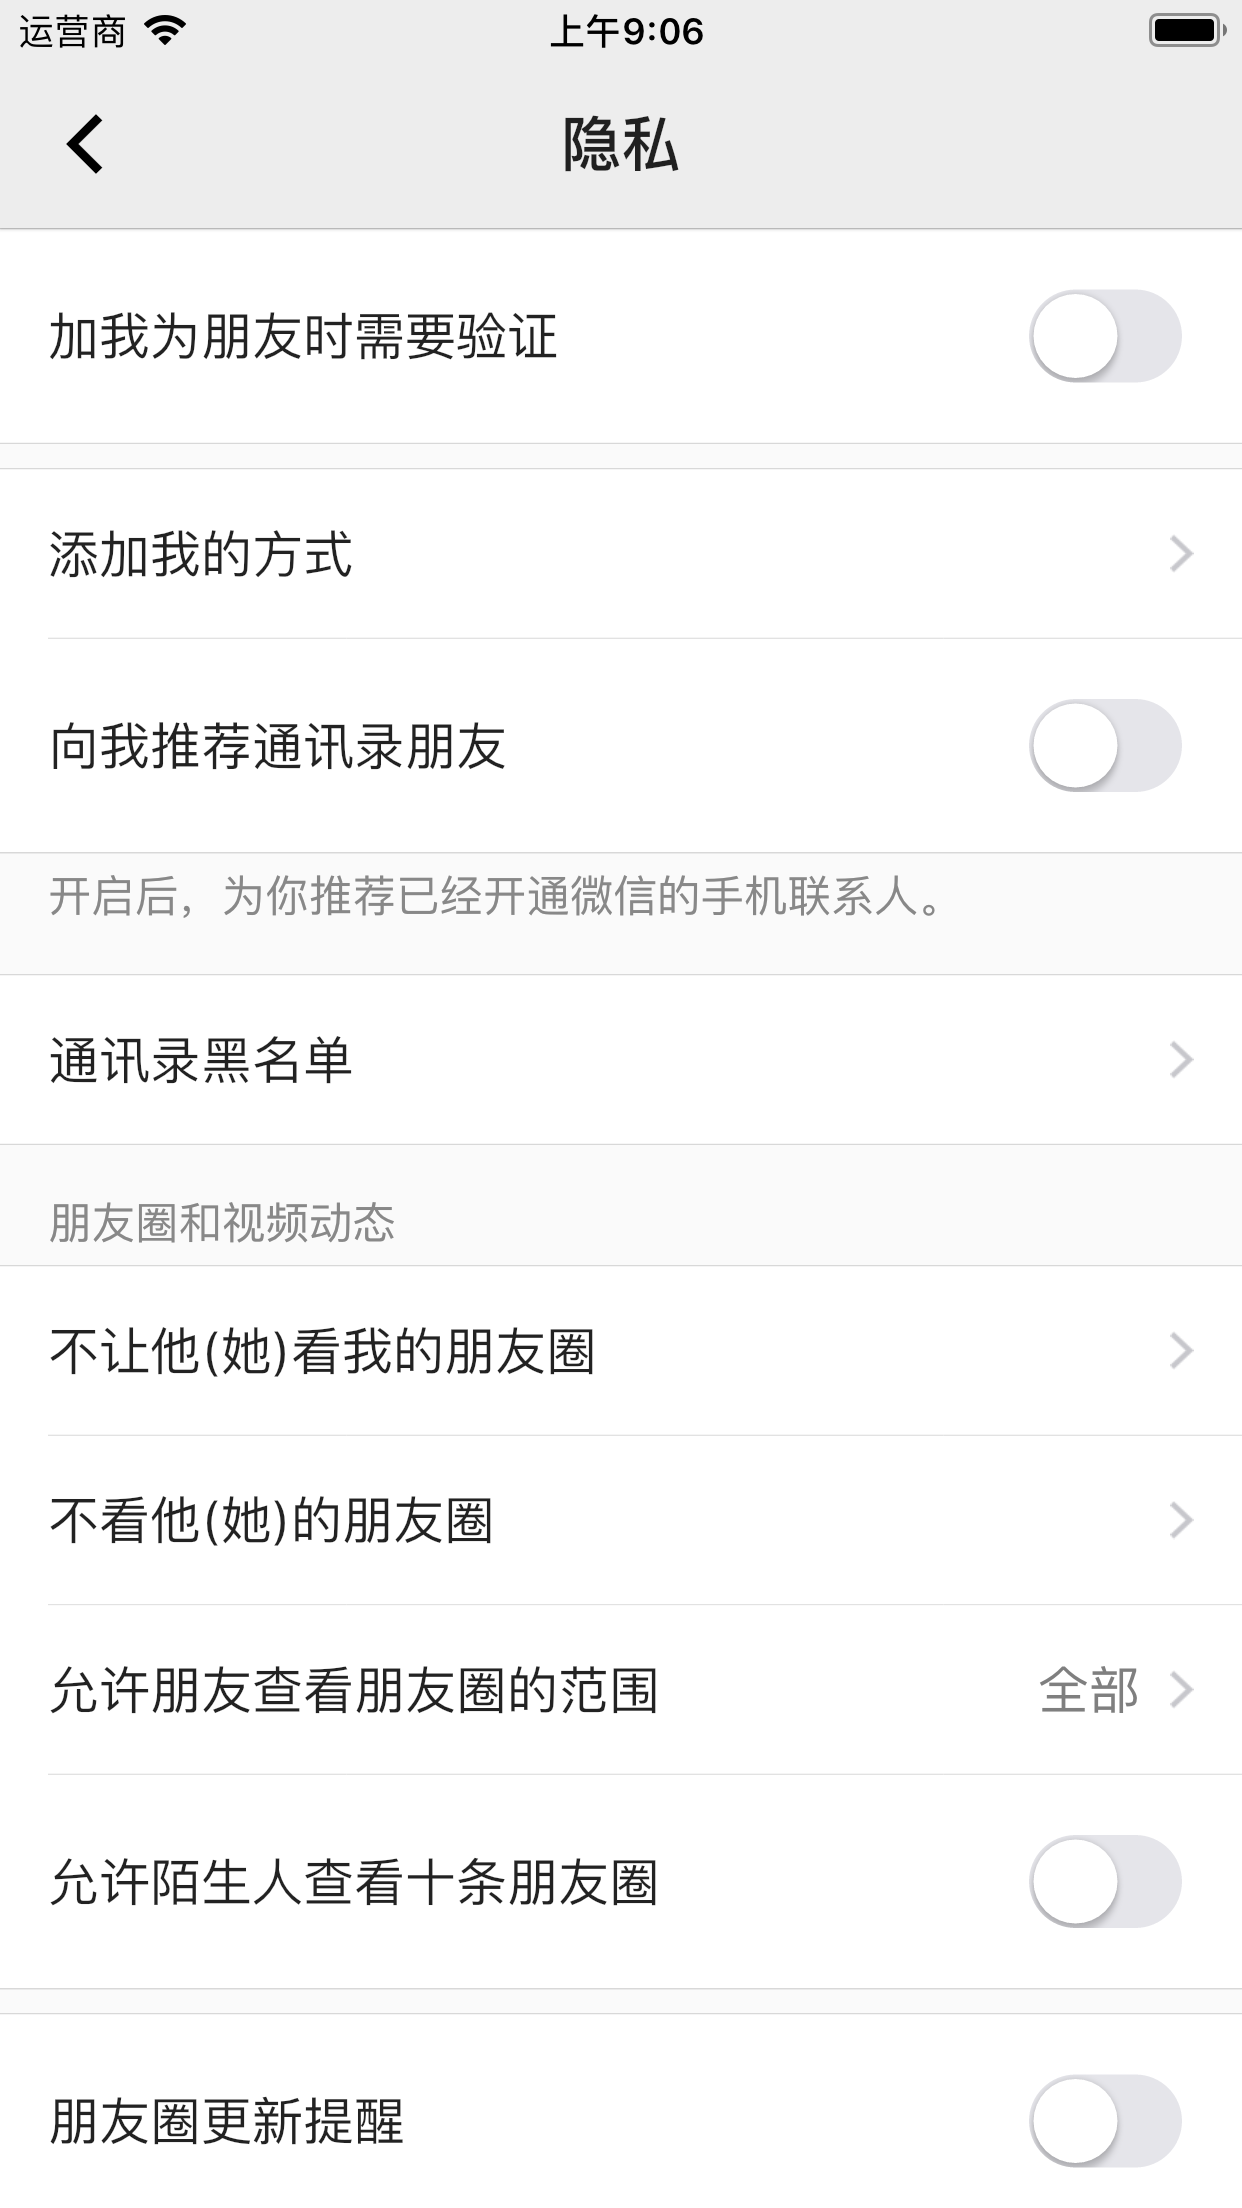 运营商
上午9:06
隐私
加我为朋友时需要验证
添加我的方式
向我推荐通讯录朋友
开启后，为你推荐已经开通微信的手机联系人。
通讯录黑名单
朋友圈和视频动态
不让他(她)看我的朋友圈
不看他(她)的朋友圈
允许朋友查看朋友圈的范围 全部
允许陌生人查看十条朋友圈
朋友圈更新提醒